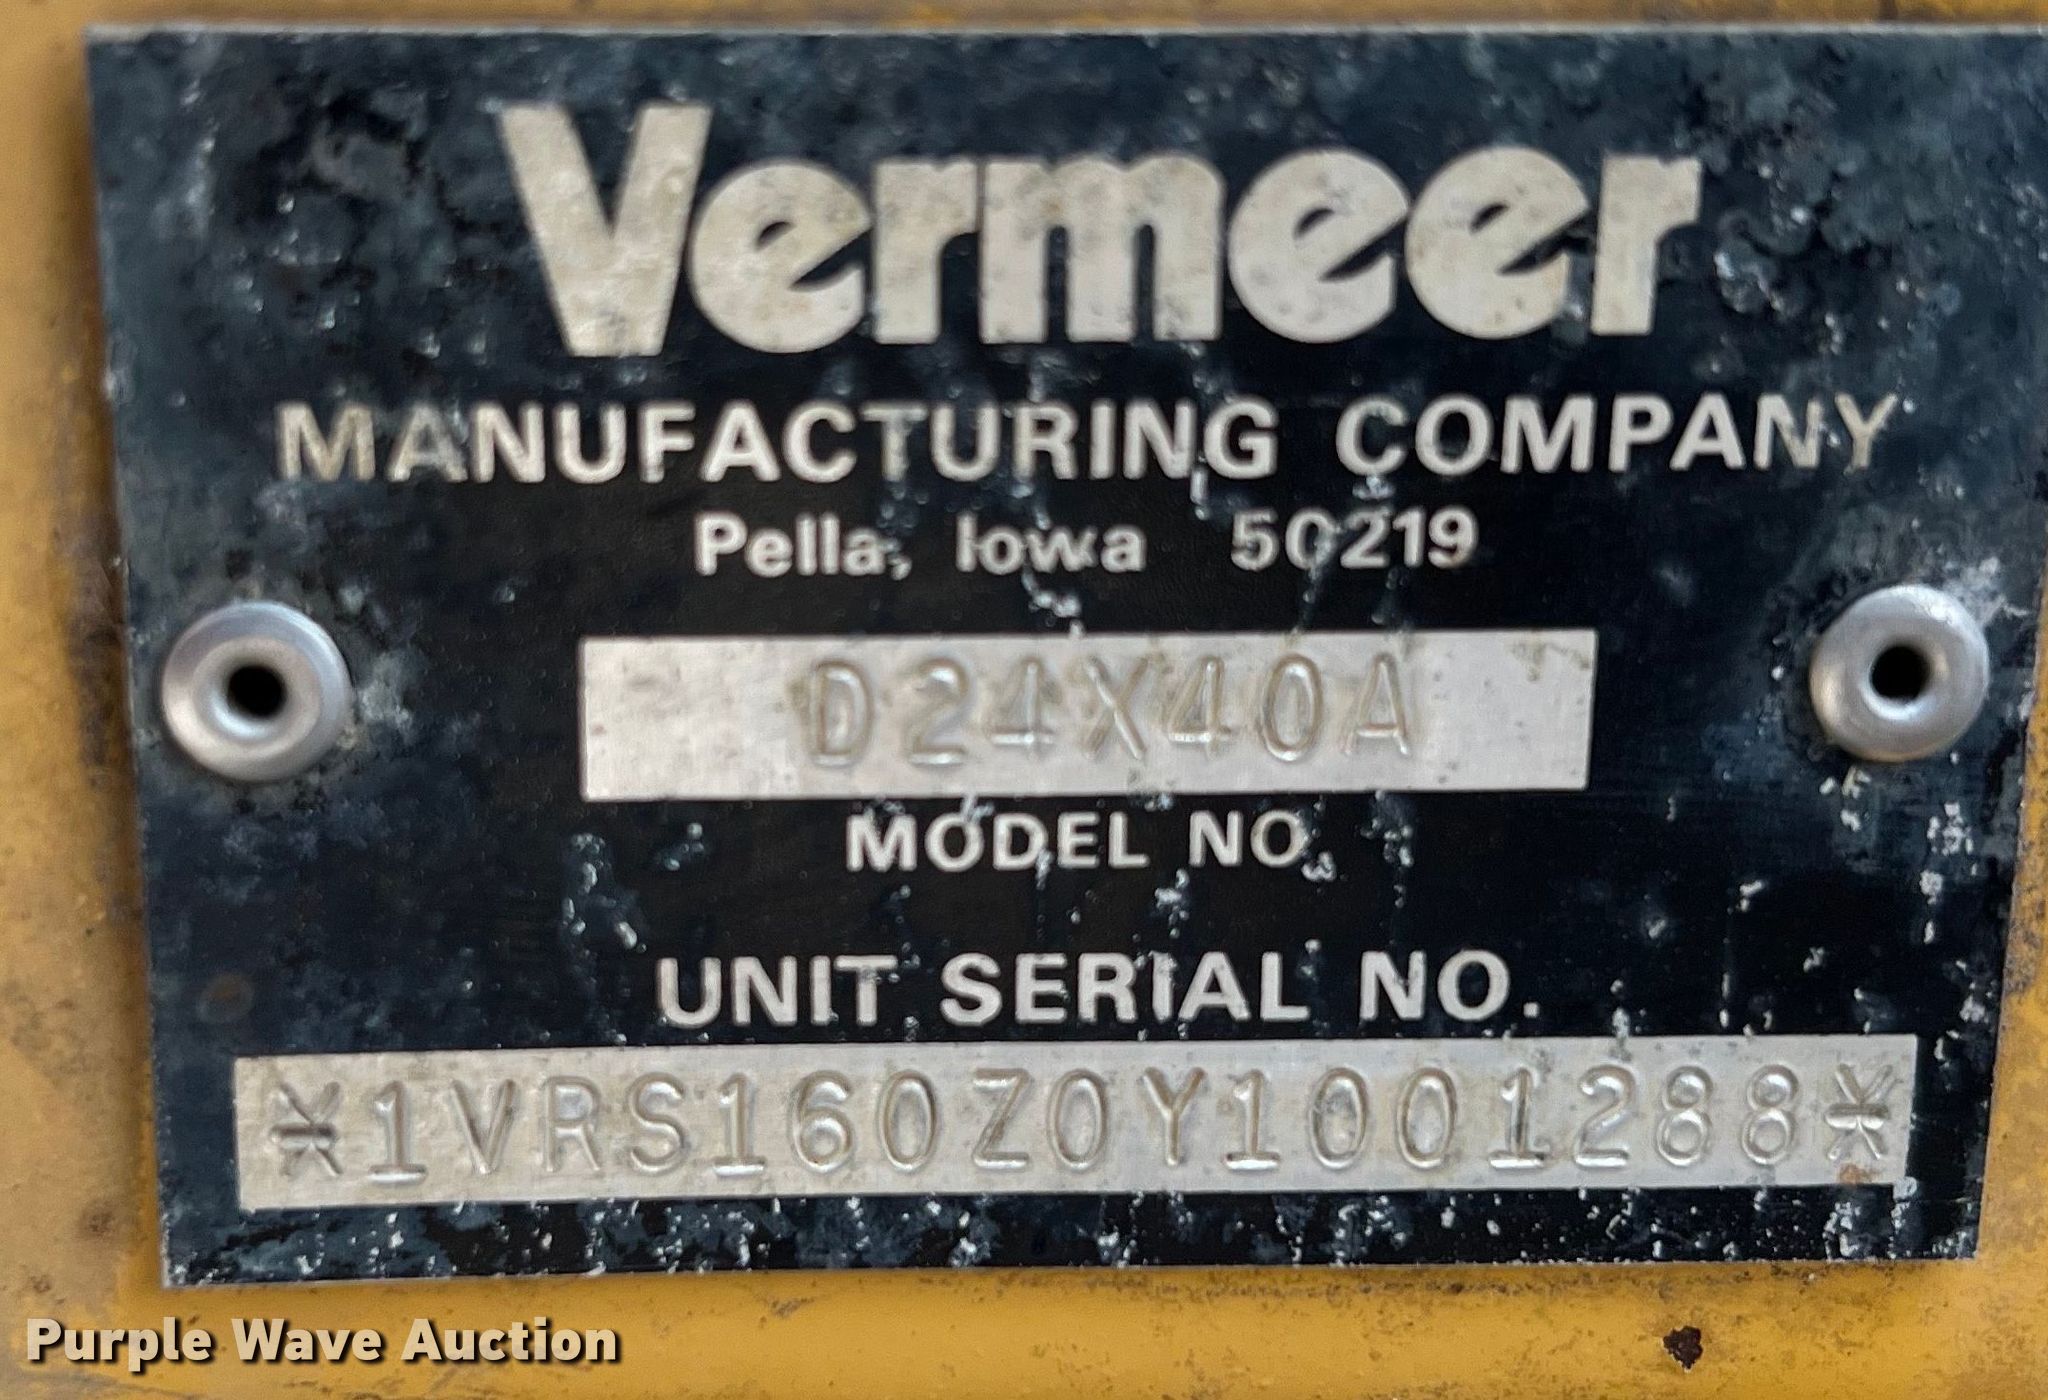 Vermeer
MANUFACTURING COMPANY
Pella, Iowa 50219
D24X40A
MODEL NO.
UNIT SERIAL NO.
*1VRS160Z0Y1001288*
Purple Wave Auction